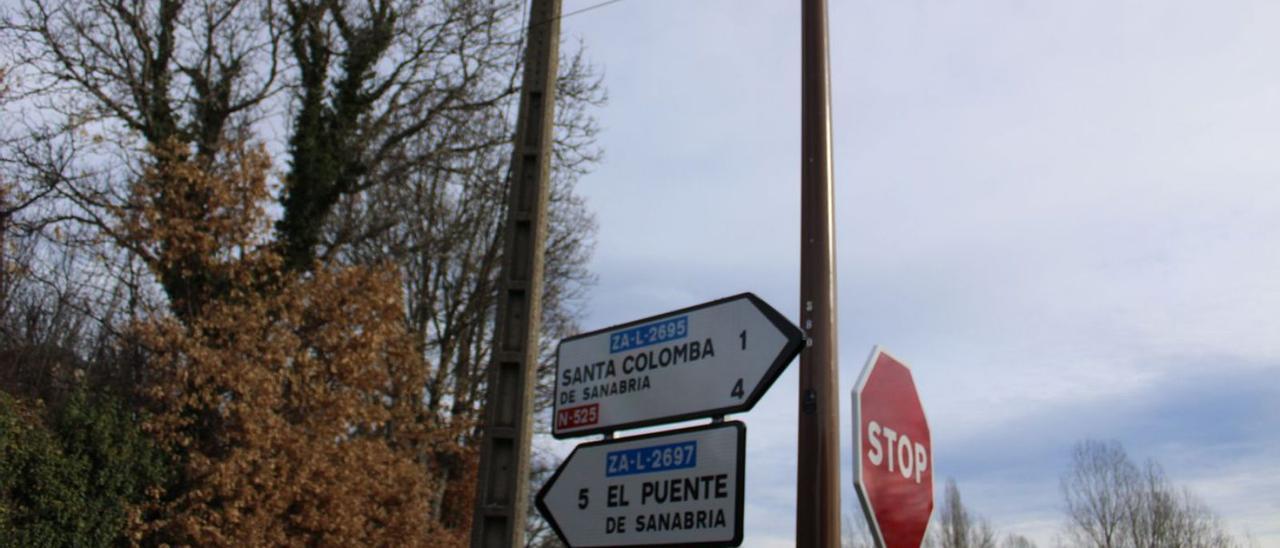 ZA-L-2695
SANTA COLOMBA 1
DE SANABRIA
N-525 4
ZA-L-2697
5 EL PUENTE
DE SANABRIA
STOP